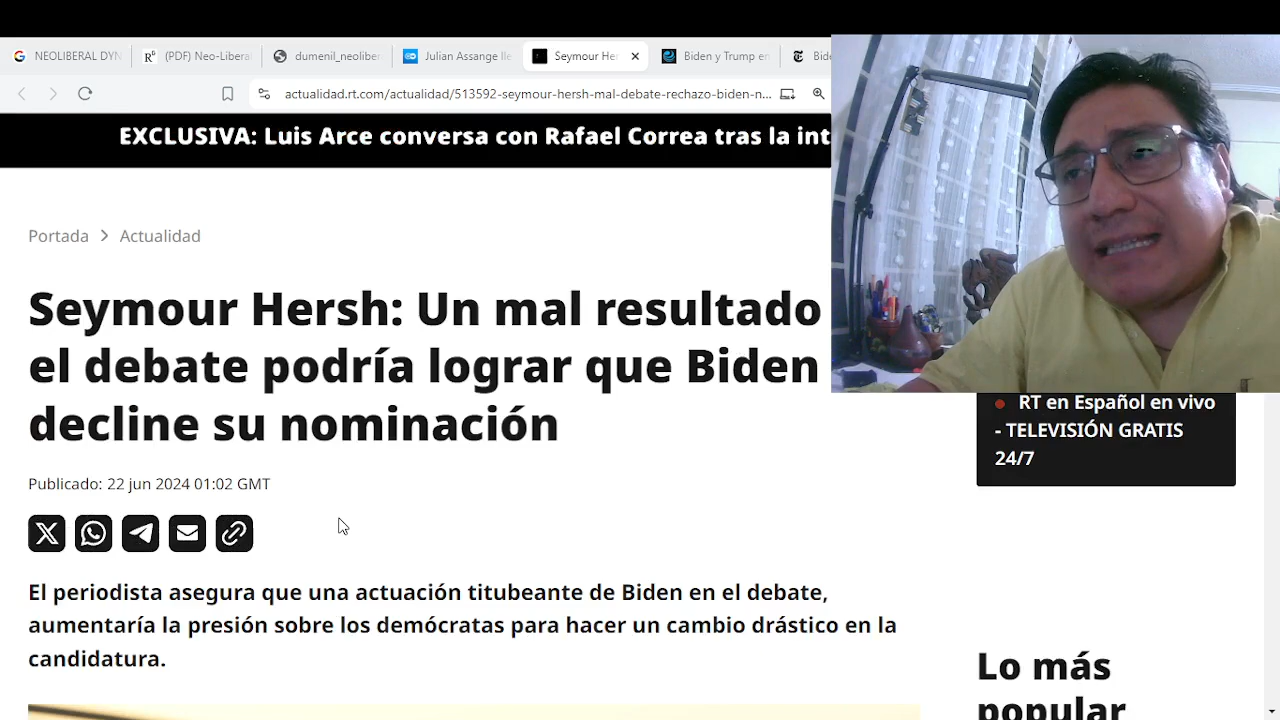 NEOLIBERAL DYN
(PDF) Neo-Libera
dumenil_neoliber
Julian Assange lle
Seymour Her
Biden y Trump en
Bide
actualidad.rt.com/actualidad/513592-seymour-hersh-mal-debate-rechazo-biden-n...
EXCLUSIVA: Luis Arce conversa con Rafael Correa tras la int
Portada > Actualidad
Seymour Hersh: Un mal resultado
el debate podría lograr que Biden
decline su nominación
Publicado: 22 jun 2024 01:02 GMT
El periodista asegura que una actuación titubeante de Biden en el debate,
aumentaría la presión sobre los demócratas para hacer un cambio drástico en la
candidatura.
RT en Español en vivo
- TELEVISIÓN GRATIS
24/7
Lo más
popular